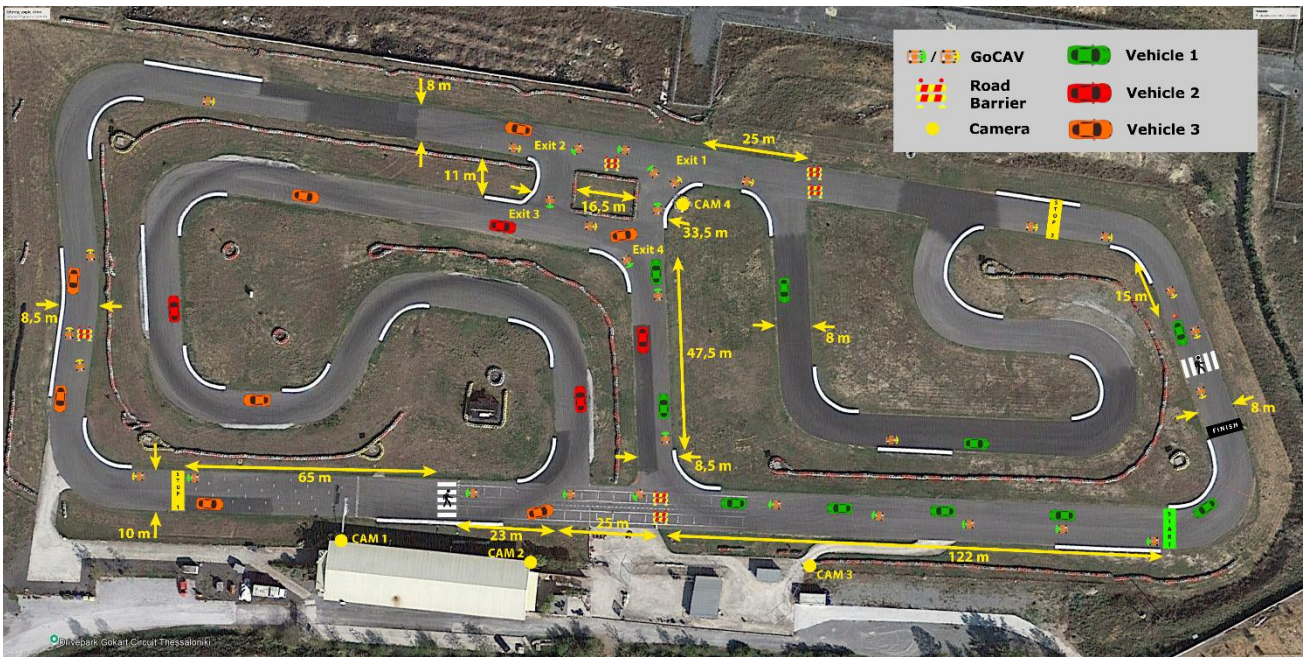 8 m
Exit 2
Exit 1
25 m
11 m
16,5 m
CAM 4
Exit 3
33,5 m
Exit 4
STOP 2
15 m
8,5 m
8 m
47,5 m
8 m
FINISH
8,5 m
65 m
STOP 1
10 m
23 m
25 m
START
122 m
CAM 1
CAM 2
CAM 3
Drivepark Gokart Circuit Thessaloniki
/
GoCAV
Vehicle 1
Road
Barrier
Vehicle 2
Camera
Vehicle 3